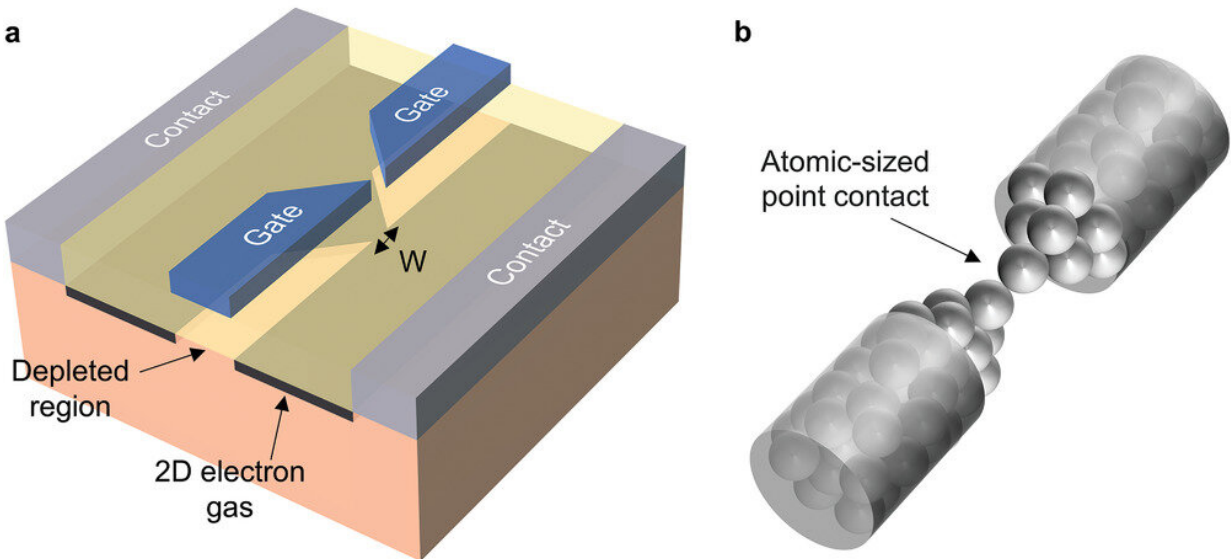 a
Contact
Gate
Gate
W
Contact
Depleted
region
2D electron
gas
b
Atomic-sized
point contact